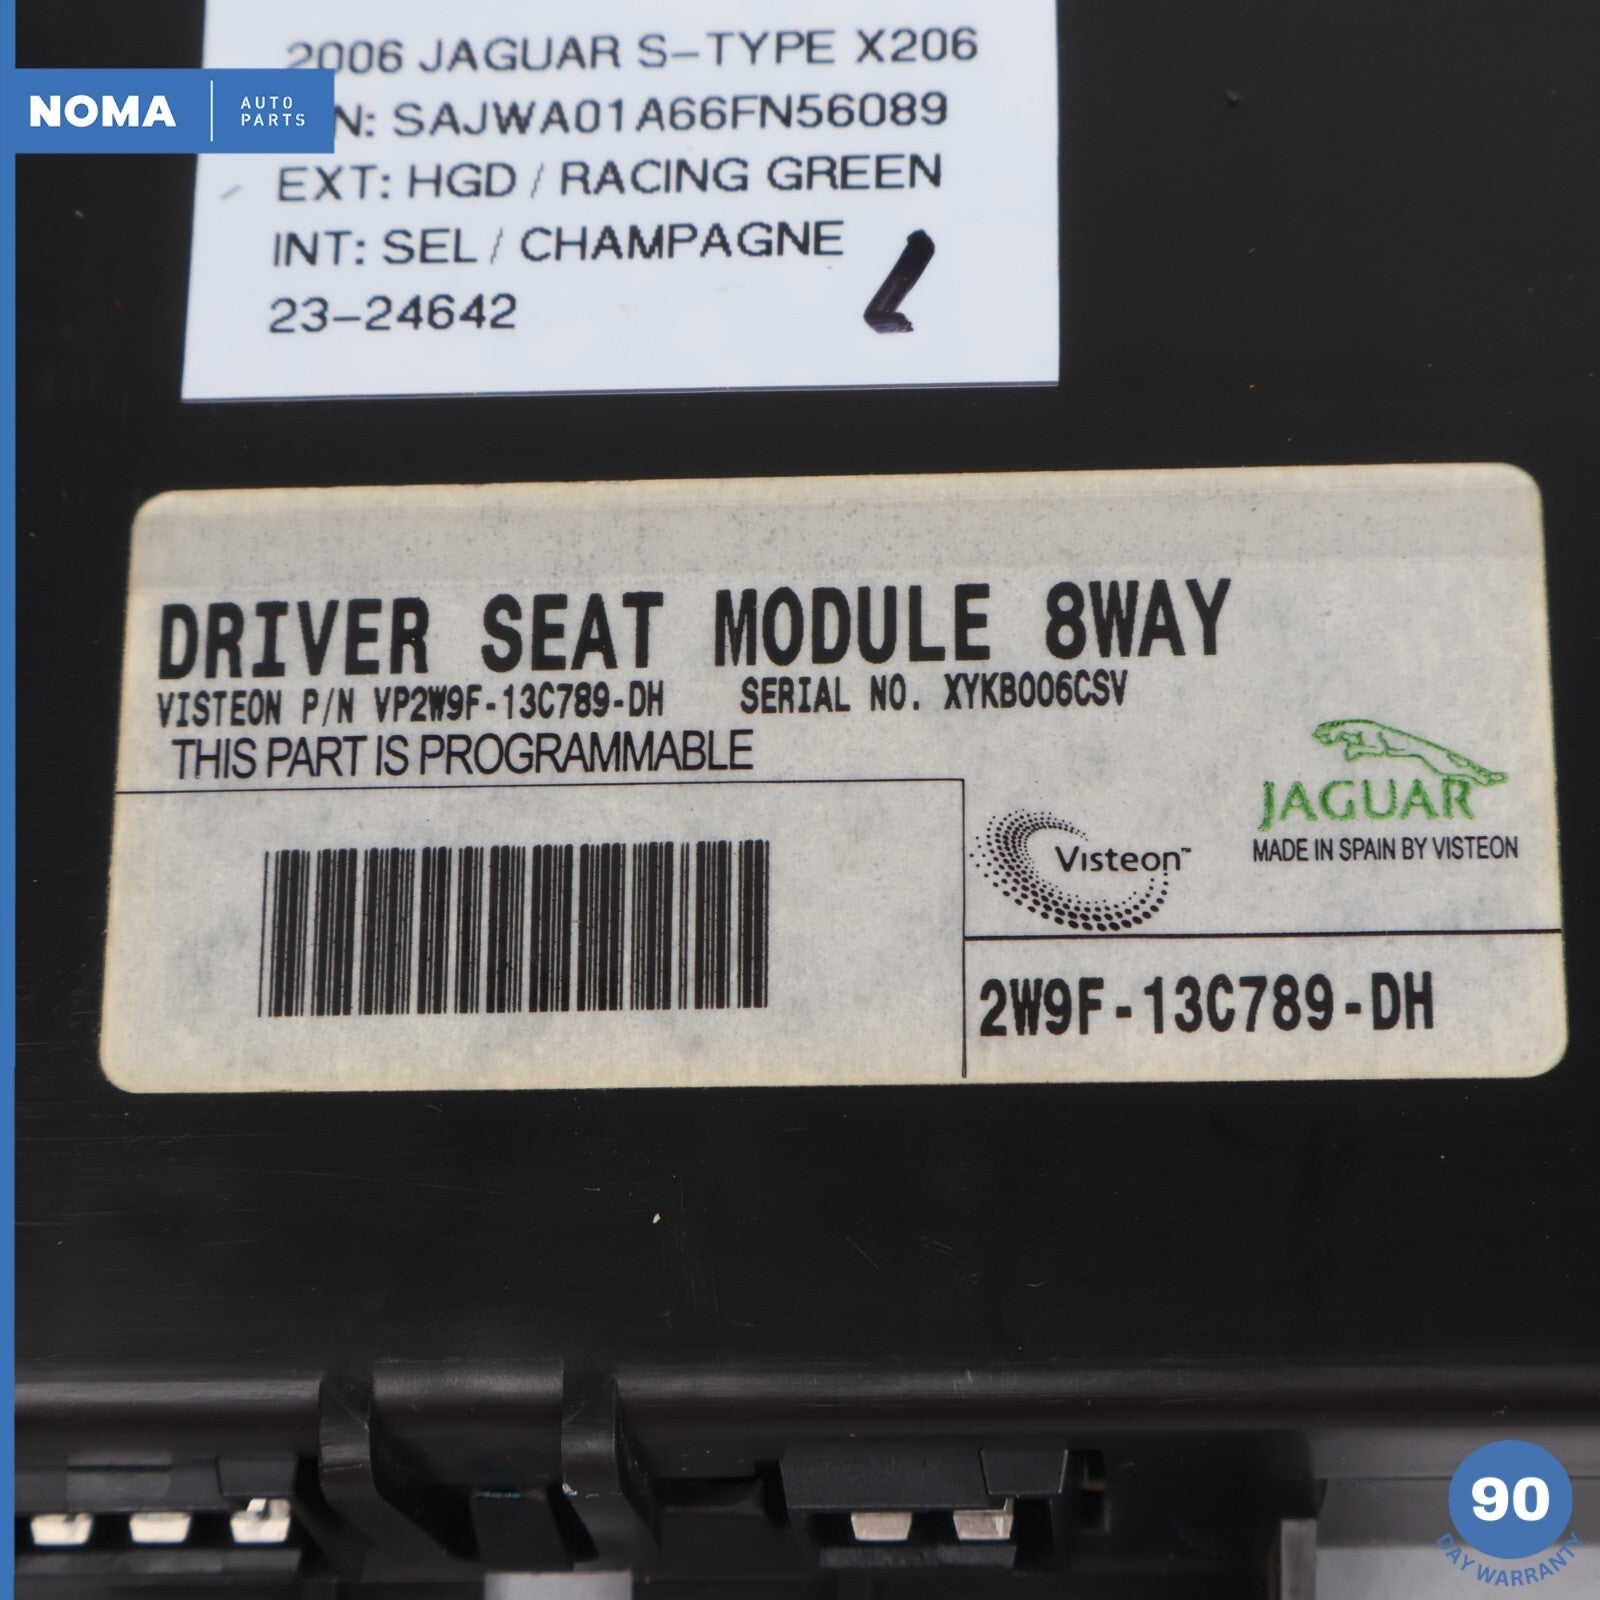 2006 JAGUAR S-TYPE X206
NOMA AUTO PARTS
N: SAJWA01A66FN56089
EXT: HGD / RACING GREEN
INT: SEL / CHAMPAGNE
23-24642
DRIVER SEAT MODULE 8WAY
VISTEON P/N VP2W9F-13C789-DH SERIAL NO. XYKB006CSV
THIS PART IS PROGRAMMABLE
JAGUAR
Visteon™
MADE IN SPAIN BY VISTEON
2W9F-13C789-DH
90
DAY WARRANTY